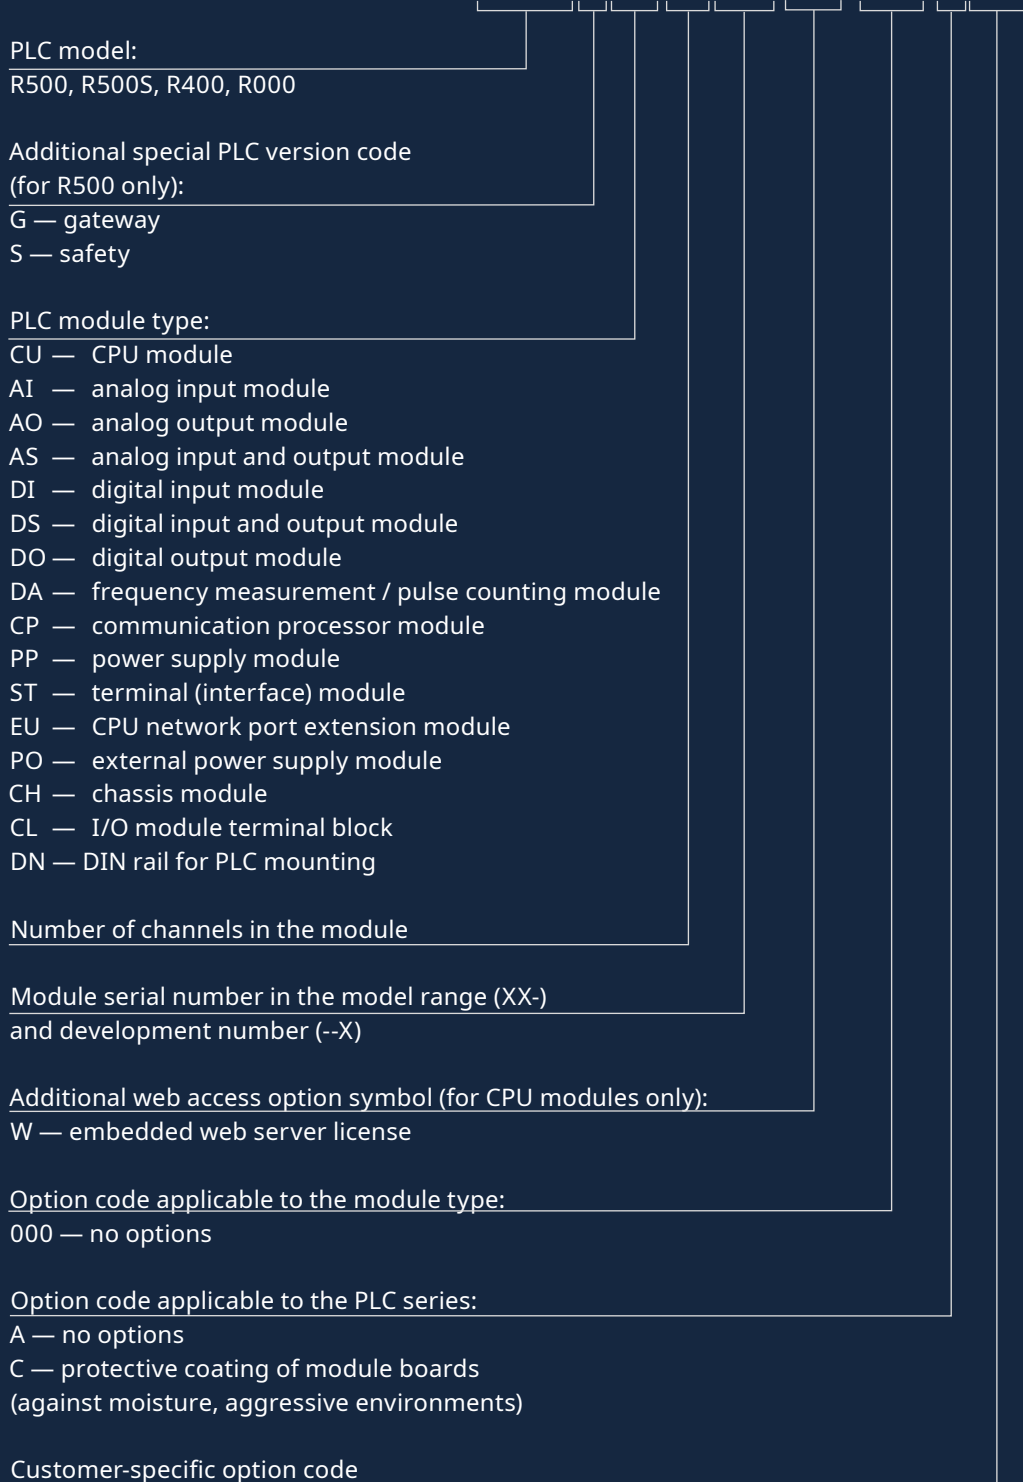 PLC model:
R500, R500S, R400, R000
Additional special PLC version code
(for R500 only):
G — gateway
S — safety
PLC module type:
CU — CPU module
AI — analog input module
AO — analog output module
AS — analog input and output module
DI — digital input module
DS — digital input and output module
DO — digital output module
DA — frequency measurement / pulse counting module
CP — communication processor module
PP — power supply module
ST — terminal (interface) module
EU — CPU network port extension module
PO — external power supply module
CH — chassis module
CL — I/O module terminal block
DN — DIN rail for PLC mounting
Number of channels in the module
Module serial number in the model range (XX-)
and development number (--X)
Additional web access option symbol (for CPU modules only):
W — embedded web server license
Option code applicable to the module type:
000 — no options
Option code applicable to the PLC series:
A — no options
C — protective coating of module boards
(against moisture, aggressive environments)
Customer-specific option code